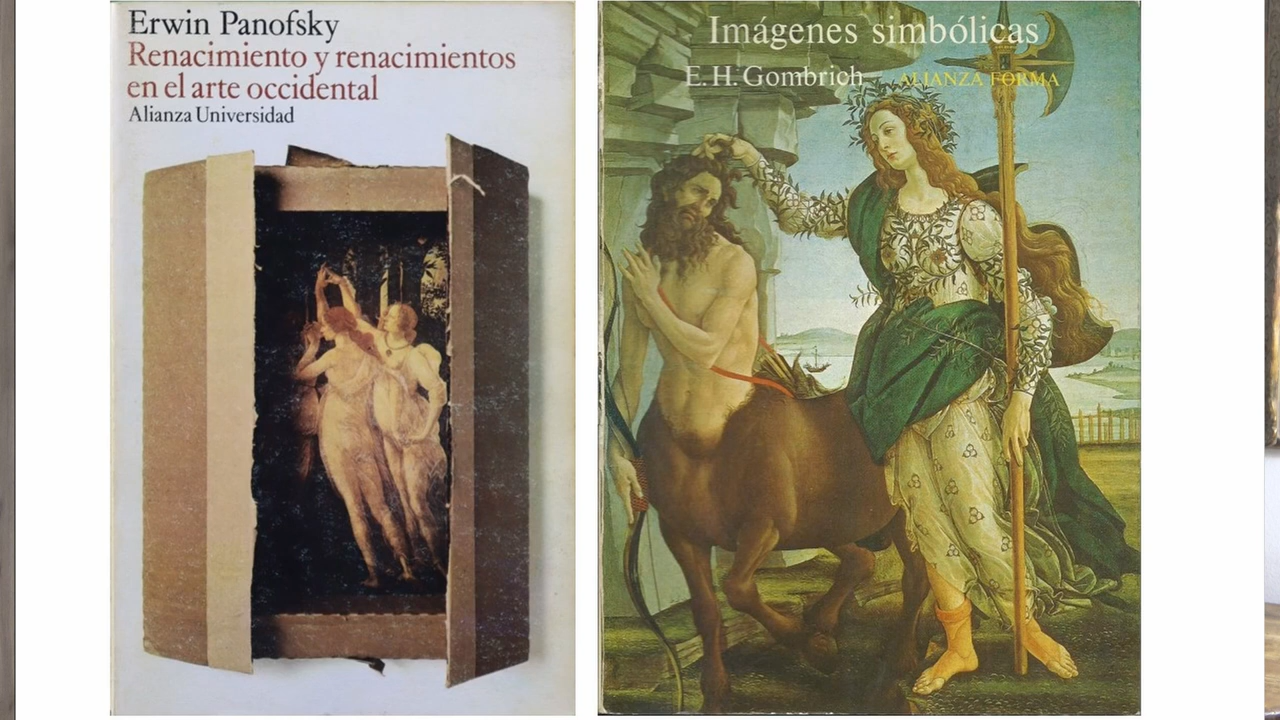 Erwin Panofsky
Renacimiento y renacimientos
en el arte occidental
Alianza Universidad
Imágenes simbólicas
E. H. Gombrich
ALIANZA FORMA